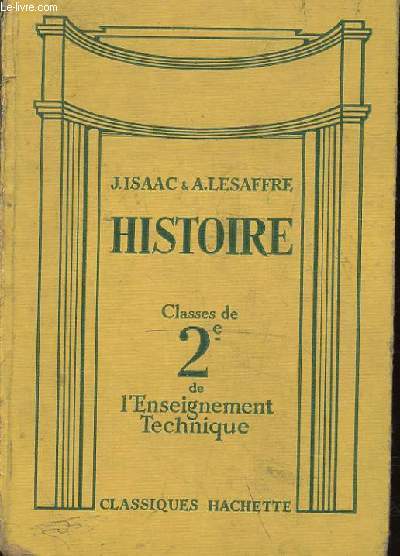 Le-livre.com
J.ISAAC & A.LESAFFRE
HISTOIRE
Classes de
2e
de
l'Enseignement
Technique
CLASSIQUES HACHETTE